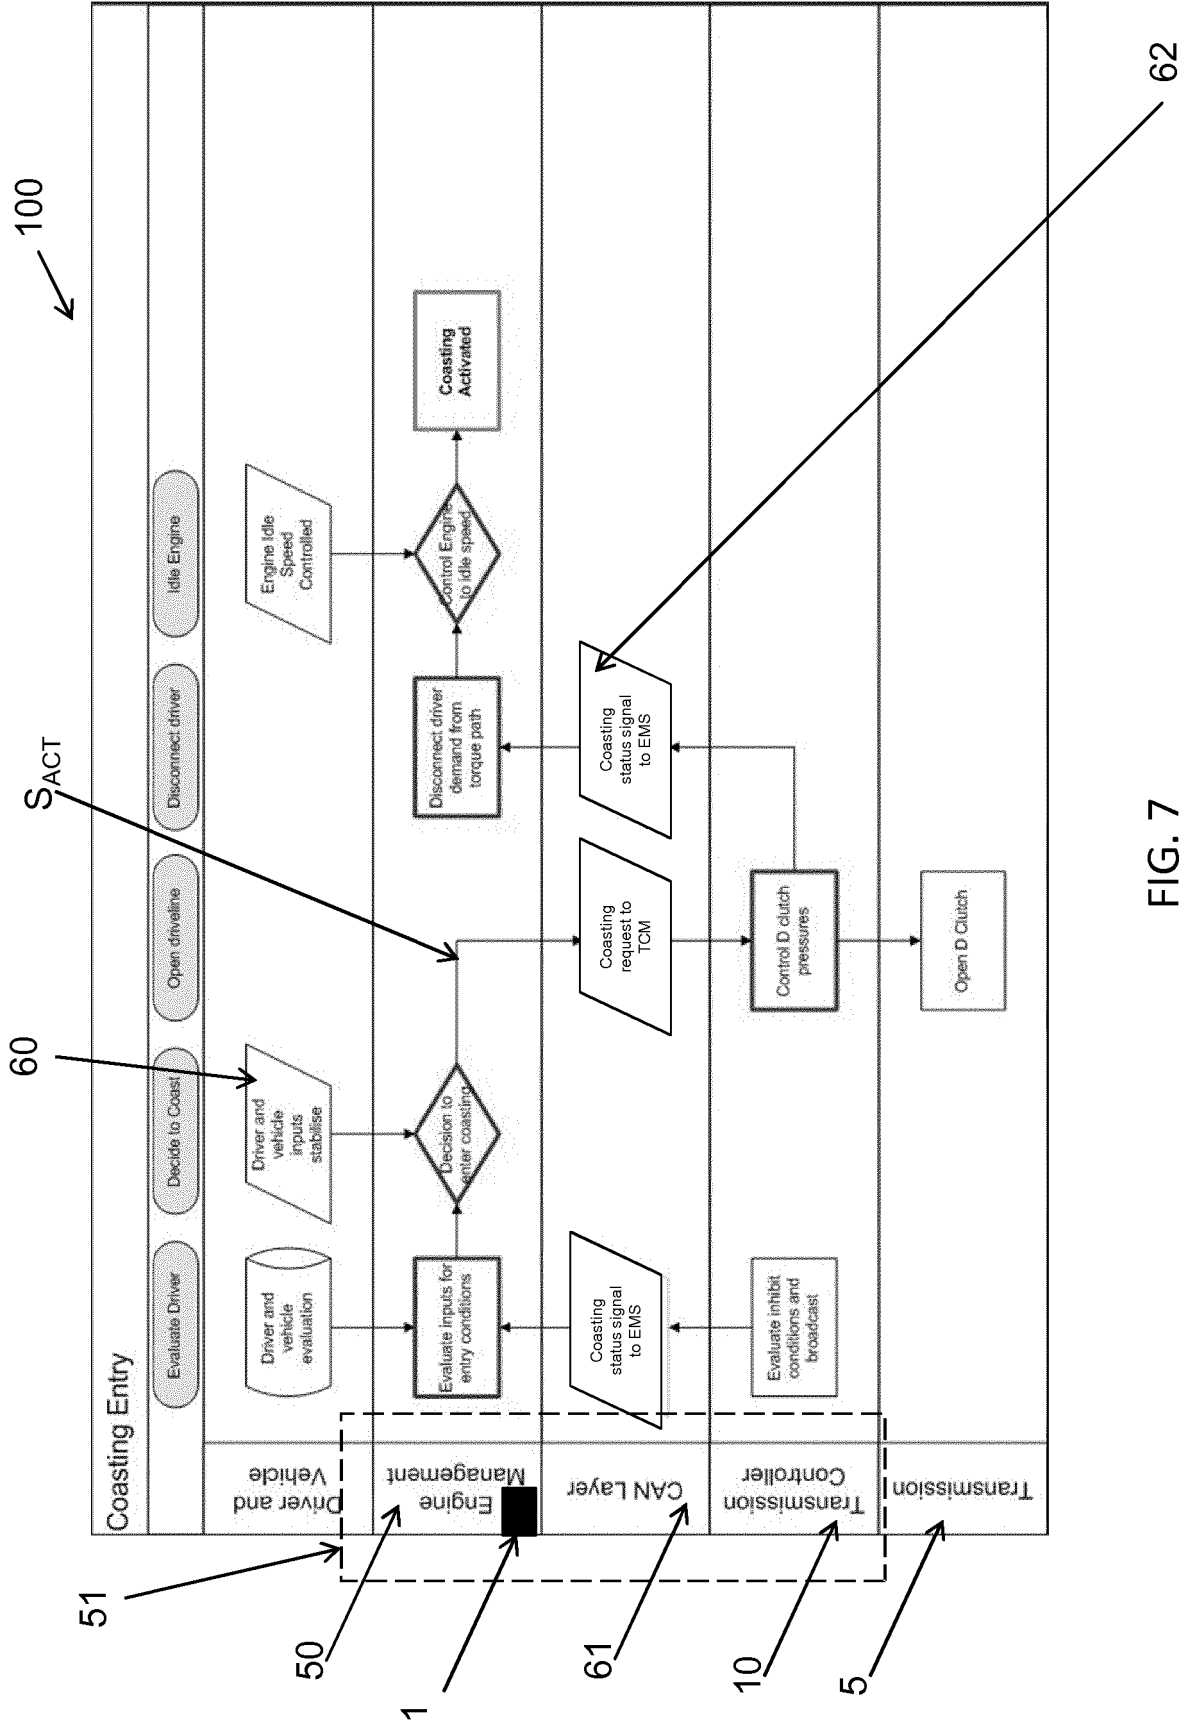 100
Coasting Entry
Evaluate Driver
Decide to Coast
Open driveline
Disconnect driver
Idle Engine
60
S_ACT
62
Driver and
Vehicle
Driver and
vehicle
evaluation
Driver and
vehicle
inputs
stabilise
Engine Idle
Speed
Controlled
51
50
1
Engine
Management
Evaluate inputs for
entry conditions
Decision to
enter coasting
Disconnect driver
demand from
torque path
Control Engine
to idle speed
Coasting
Activated
61
CAN Layer
Coasting
status signal
to EMS
Coasting
request to
TCM
Coasting
status signal
to EMS
10
Transmission
Controller
Evaluate inhibit
conditions and
broadcast
Control D clutch
pressures
5
Transmission
Open D Clutch
FIG. 7